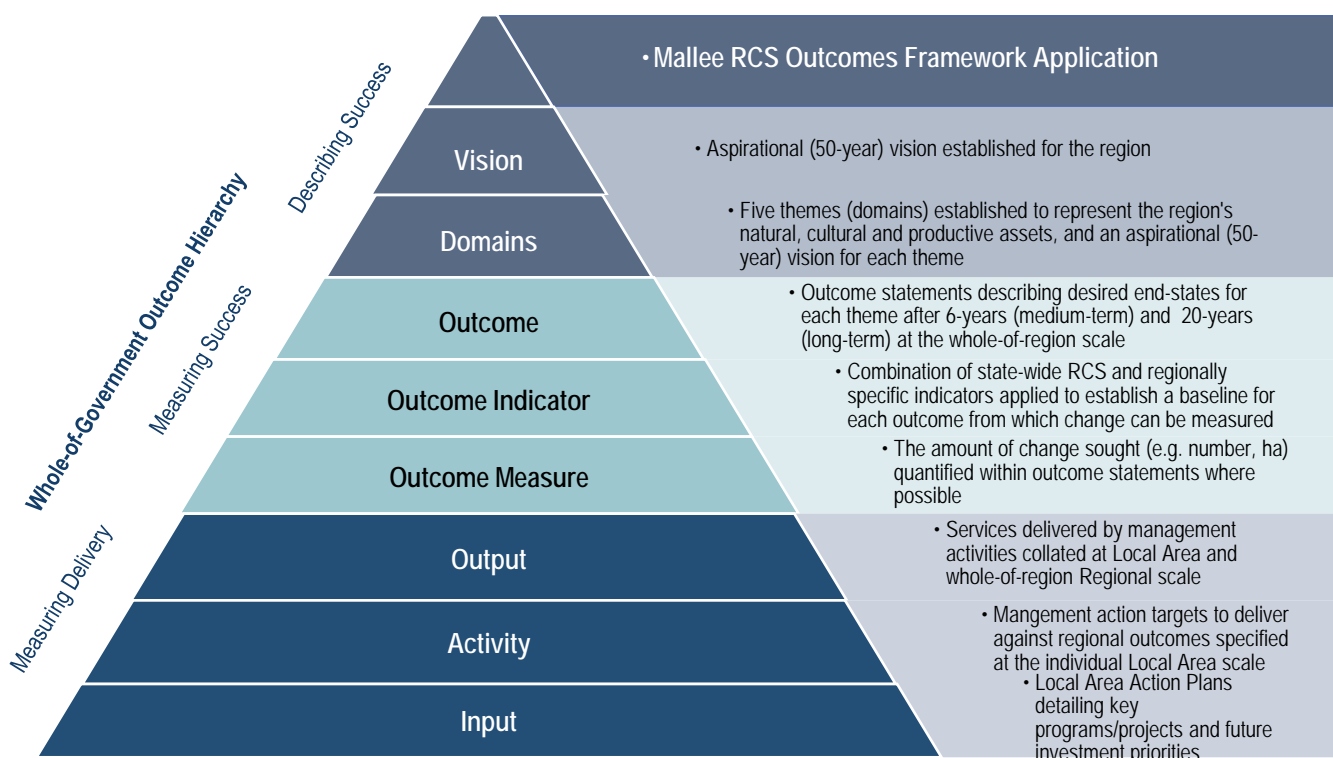 Whole-of-Government Outcome Hierarchy
Describing Success
Measuring Success
Measuring Delivery
• Mallee RCS Outcomes Framework Application
Vision
• Aspirational (50-year) vision established for the region
Domains
• Five themes (domains) established to represent the region's
natural, cultural and productive assets, and an aspirational (50-
year) vision for each theme
Outcome
• Outcome statements describing desired end-states for
each theme after 6-years (medium-term) and 20-years
(long-term) at the whole-of-region scale
Outcome Indicator
• Combination of state-wide RCS and regionally
specific indicators applied to establish a baseline for
each outcome from which change can be measured
Outcome Measure
• The amount of change sought (e.g. number, ha)
quantified within outcome statements where
possible
Output
• Services delivered by management
activities collated at Local Area and
whole-of-region Regional scale
Activity
• Mangement action targets to deliver
against regional outcomes specified
at the individual Local Area scale
Input
• Local Area Action Plans
detailing key
programs/projects and future
investment priorities